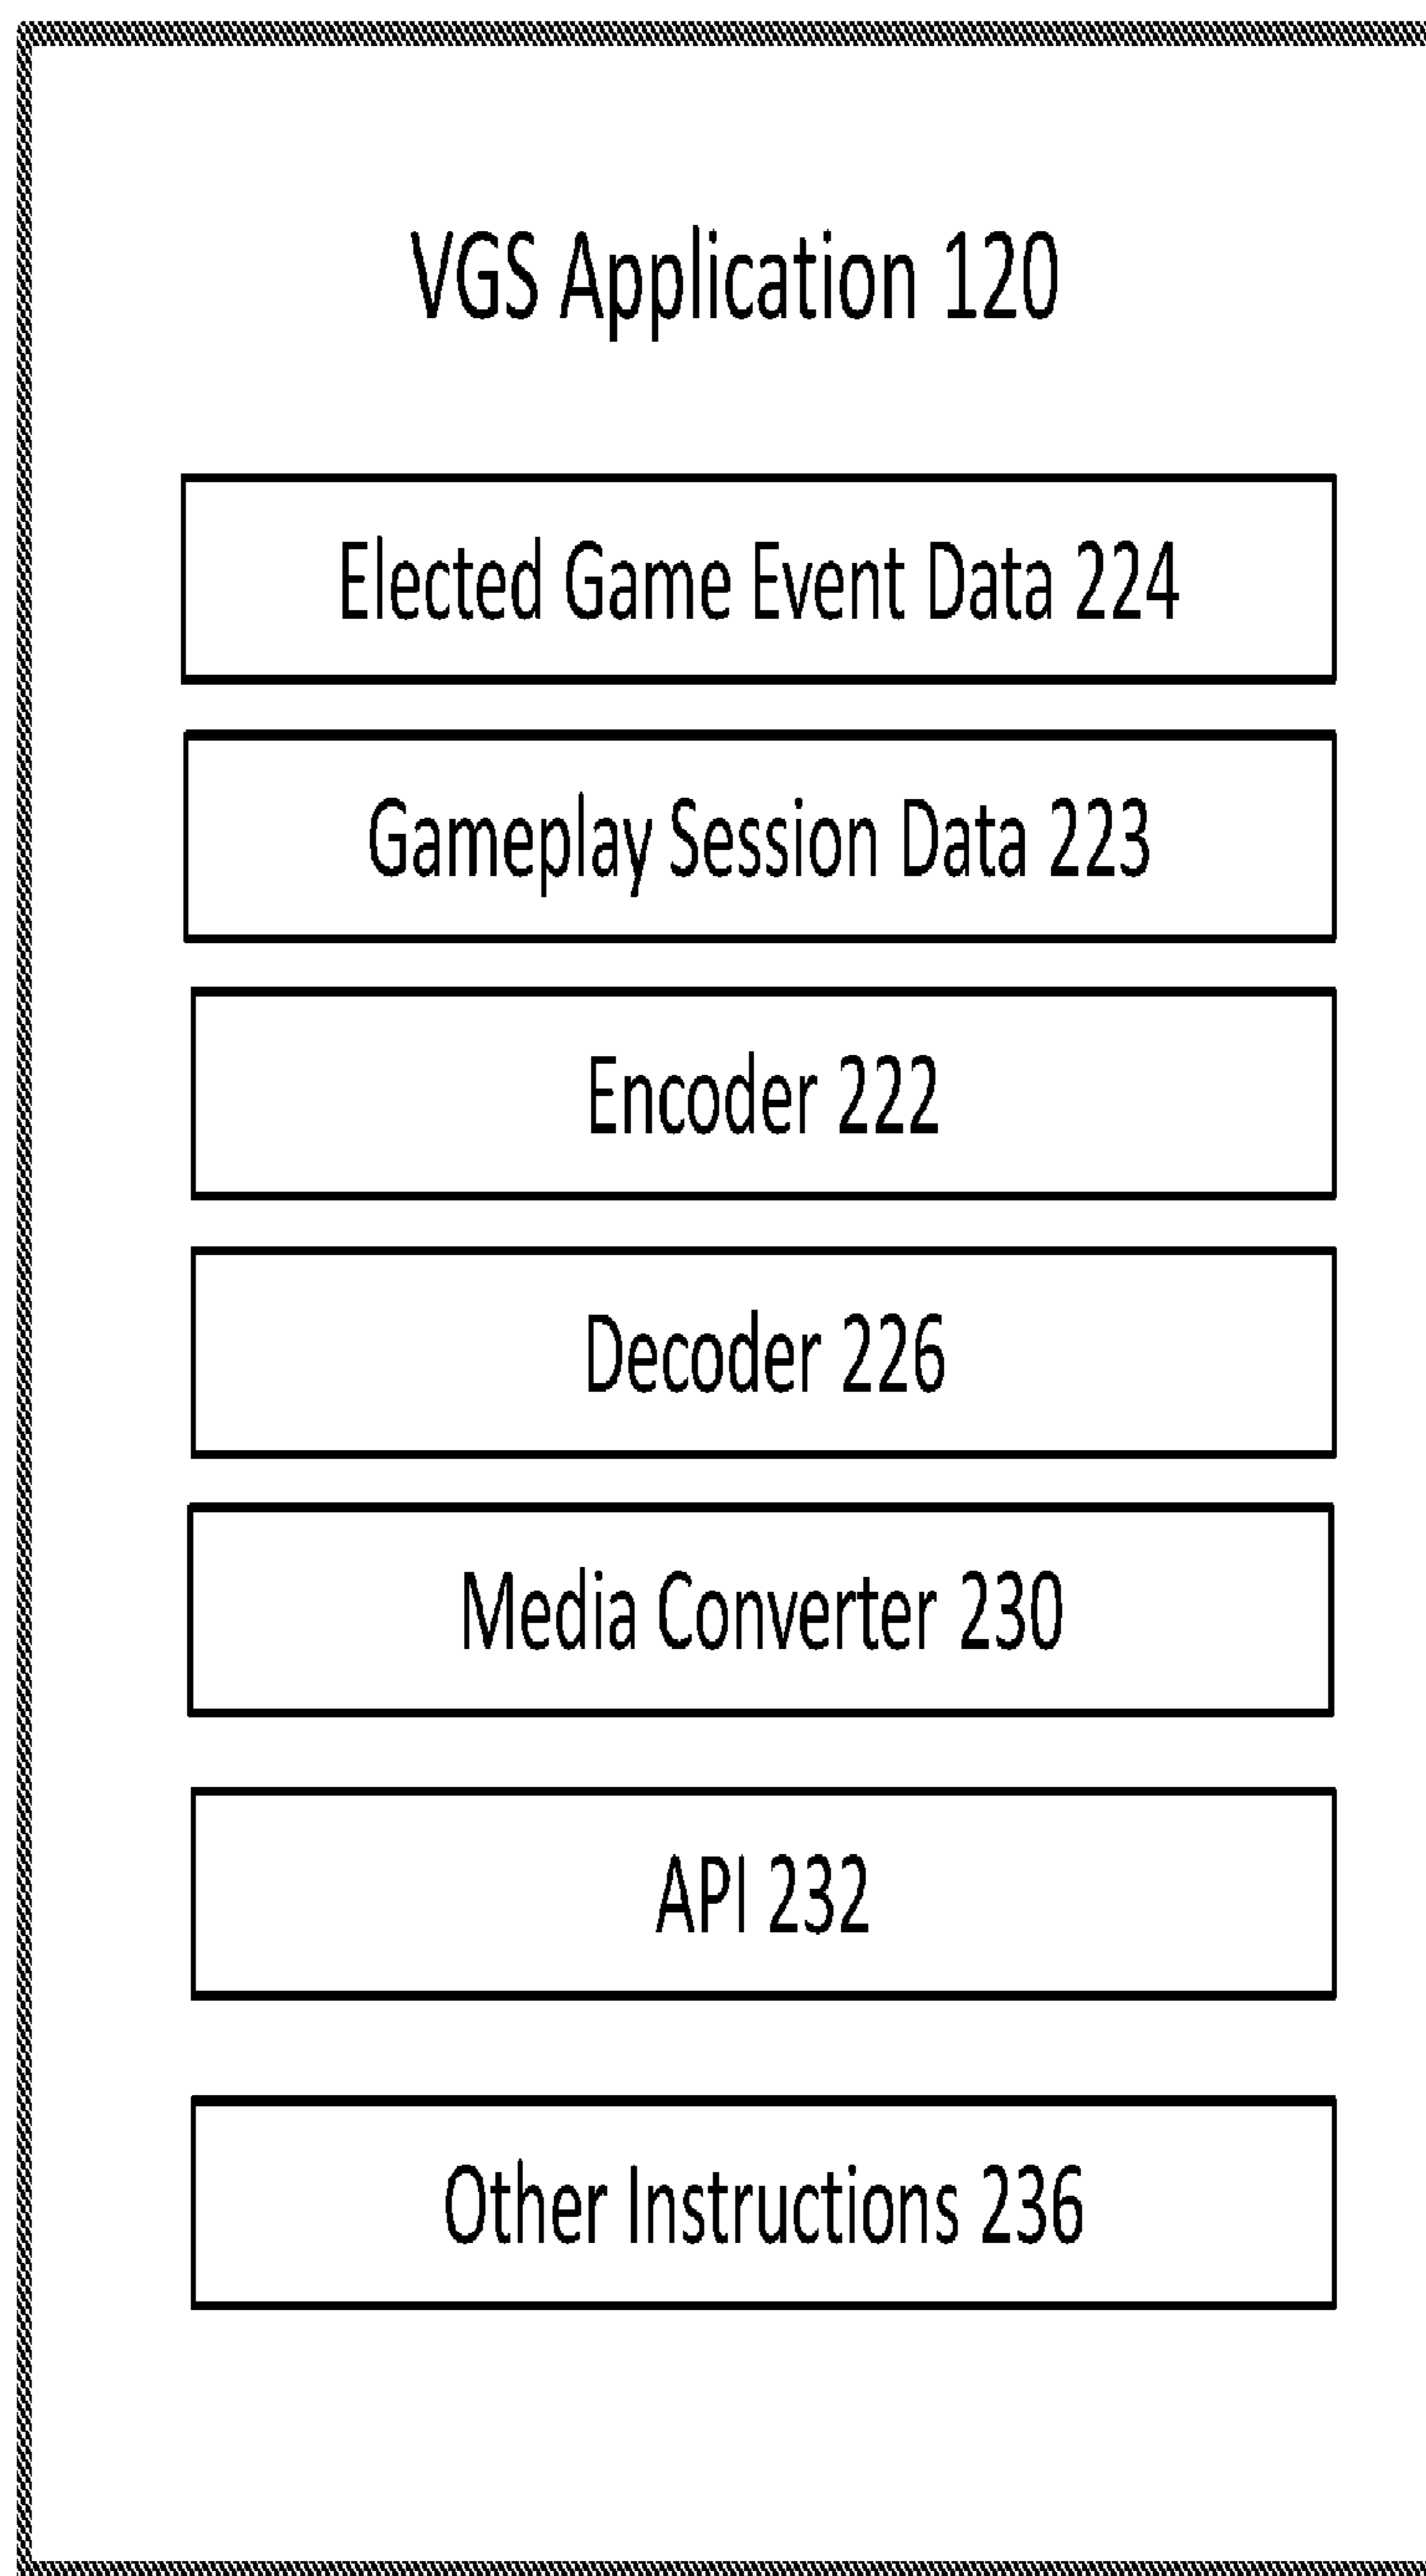 VGS Application 120
Elected Game Event Data 224
Gameplay Session Data 223
Encoder 222
Decoder 226
Media Converter 230
API 232
Other Instructions 236